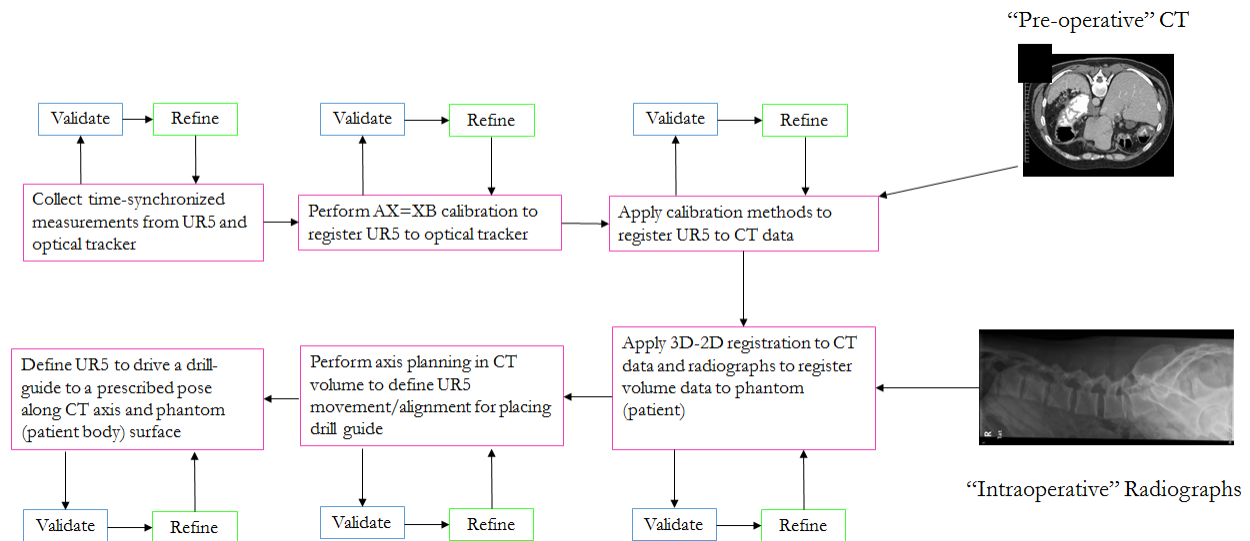 “Pre-operative” CT
Validate
Refine
Validate
Refine
Validate
Refine
Collect time-synchronized
measurements from UR5 and
optical tracker
Perform AX=XB calibration to
register UR5 to optical tracker
Apply calibration methods to
register UR5 to CT data
Define UR5 to drive a drill-
guide to a prescribed pose
along CT axis and phantom
(patient body) surface
Perform axis planning in CT
volume to define UR5
movement/alignment for placing
drill guide
Apply 3D-2D registration to CT
data and radiographs to register
volume data to phantom
(patient)
R
“Intraoperative” Radiographs
Validate
Refine
Validate
Refine
Validate
Refine